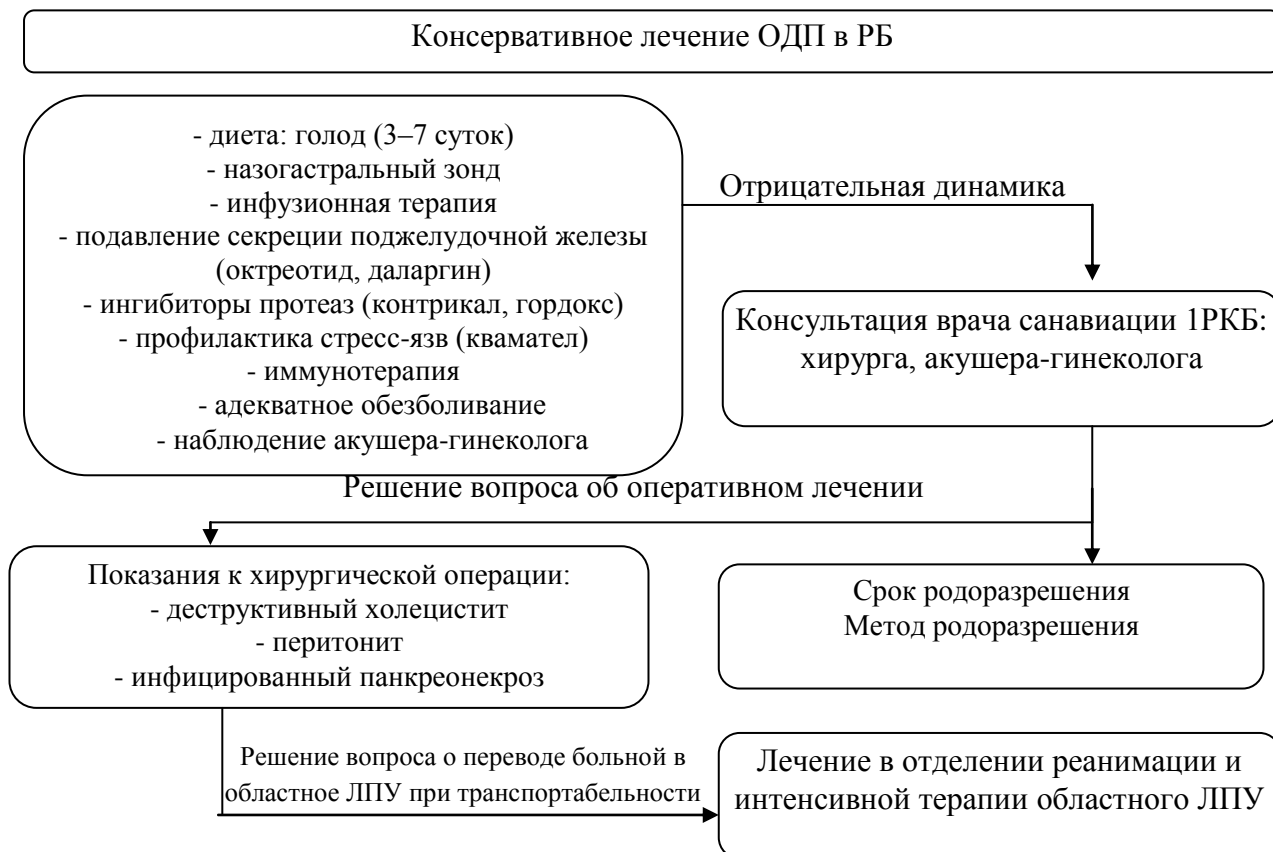 Консервативное лечение ОДП в РБ
- диета: голод (3–7 суток)
- назогастральный зонд
- инфузионная терапия
- подавление секреции поджелудочной железы
(октреотид, даларгин)
- ингибиторы протеаз (контрикал, гордокс)
- профилактика стресс-язв (квамател)
- иммунотерапия
- адекватное обезболивание
- наблюдение акушера-гинеколога
Отрицательная динамика
Консультация врача санавиации 1РКБ:
хирурга, акушера-гинеколога
Решение вопроса об оперативном лечении
Показания к хирургической операции:
- деструктивный холецистит
- перитонит
- инфицированный панкреонекроз
Срок родоразрешения
Метод родоразрешения
Решение вопроса о переводе больной в
областное ЛПУ при транспортабельности
Лечение в отделении реанимации и
интенсивной терапии областного ЛПУ